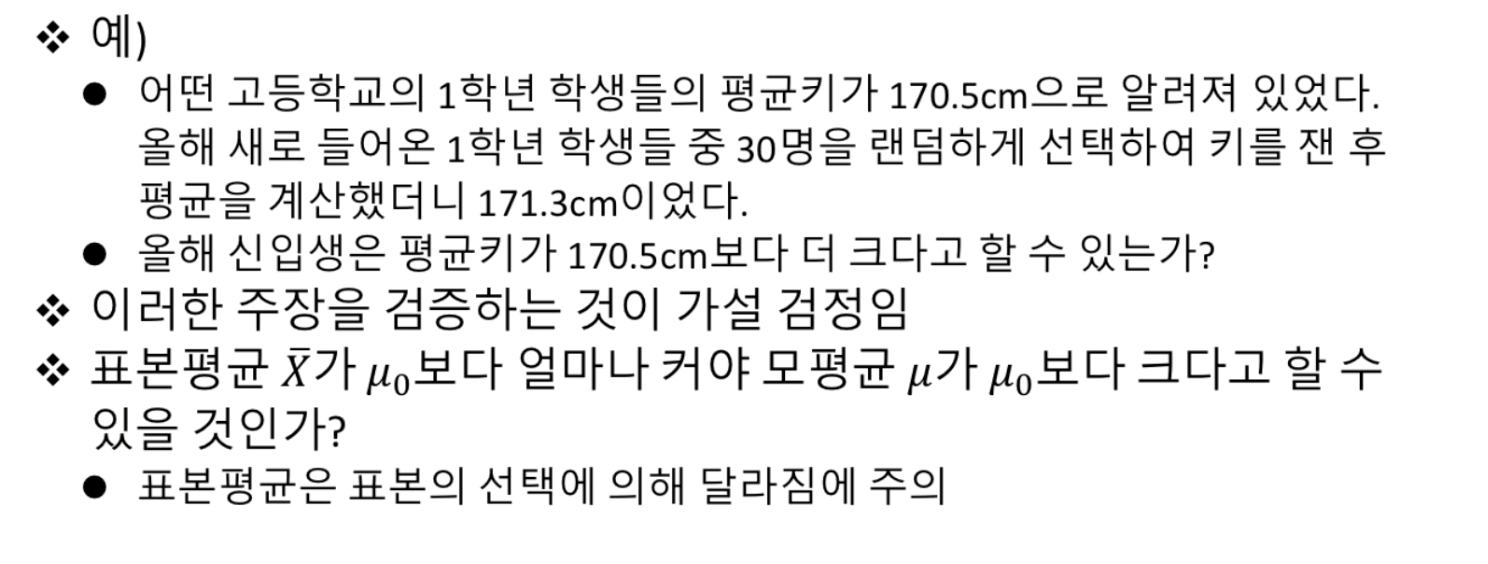 ❖ 예)
● 어떤 고등학교의 1학년 학생들의 평균키가 170.5cm으로 알려져 있었다.
올해 새로 들어온 1학년 학생들 중 30명을 랜덤하게 선택하여 키를 잰 후
평균을 계산했더니 171.3cm이었다.
● 올해 신입생은 평균키가 170.5cm보다 더 크다고 할 수 있는가?
❖ 이러한 주장을 검증하는 것이 가설 검정임
❖ 표본평균 X̄가 μ₀보다 얼마나 커야 모평균 μ가 μ₀보다 크다고 할 수
있을 것인가?
● 표본평균은 표본의 선택에 의해 달라짐에 주의